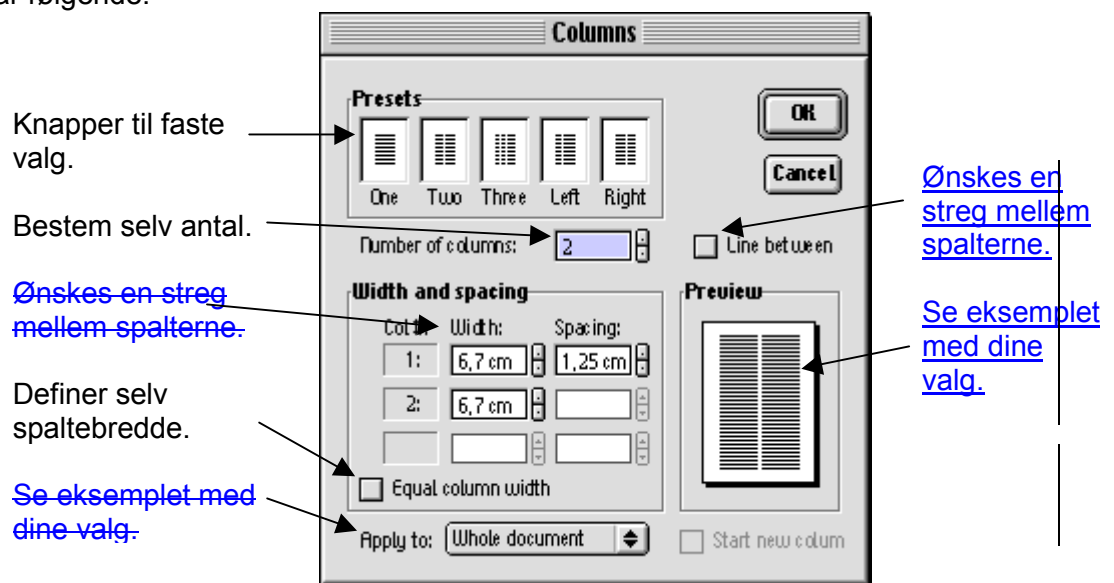 ar følgende:
Columns
Knapper til faste
valg.
Bestem selv antal.
Ønskes en streg
mellem spalterne.
Definer selv
spaltebredde.
Se eksemplet med
dine valg.
Presets
One Two Three Left Right
OK
Cancel
Number of columns: 2
Line between
Width and spacing
Col #: Width: Spacing:
1: 6,7 cm 1,25 cm
2: 6,7 cm
Equal column width
Preview
Apply to: Whole document
Start new colum
Ønskes en
streg mellem
spalterne.
Se eksemplet
med dine
valg.